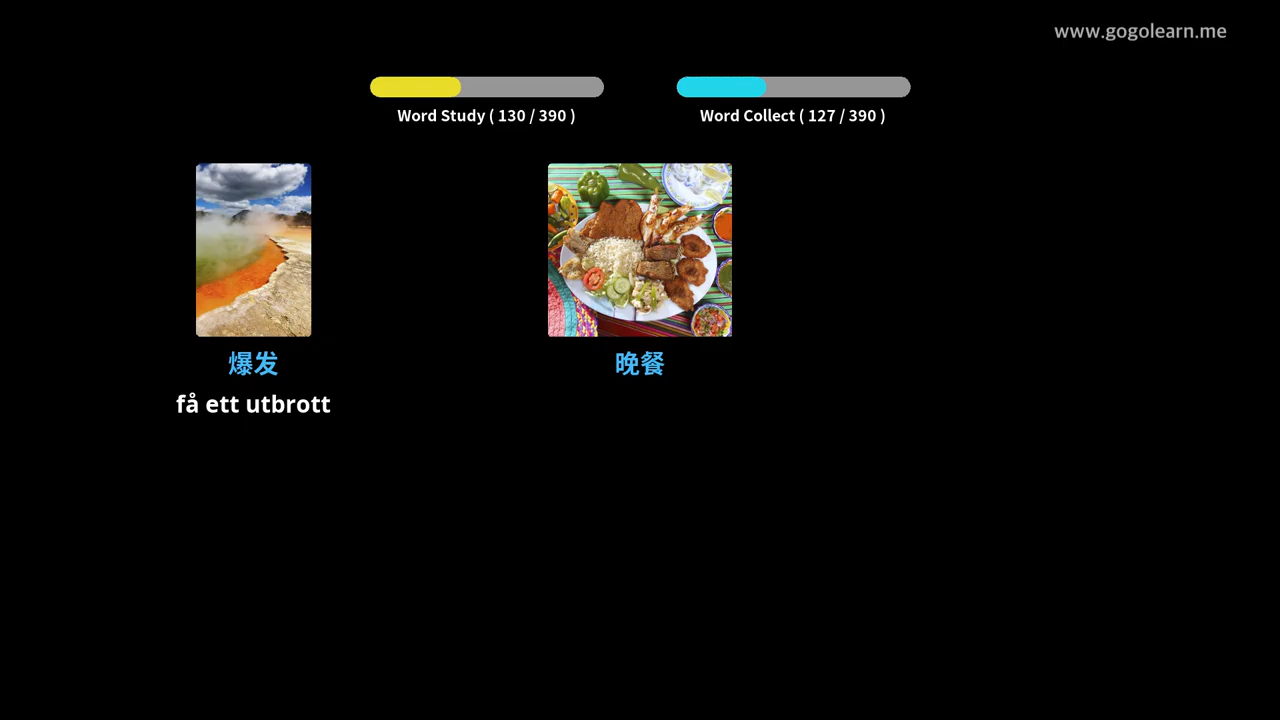 www.gogolearn.me
Word Study ( 130 / 390 )
Word Collect ( 127 / 390 )
爆发
晚餐
få ett utbrott